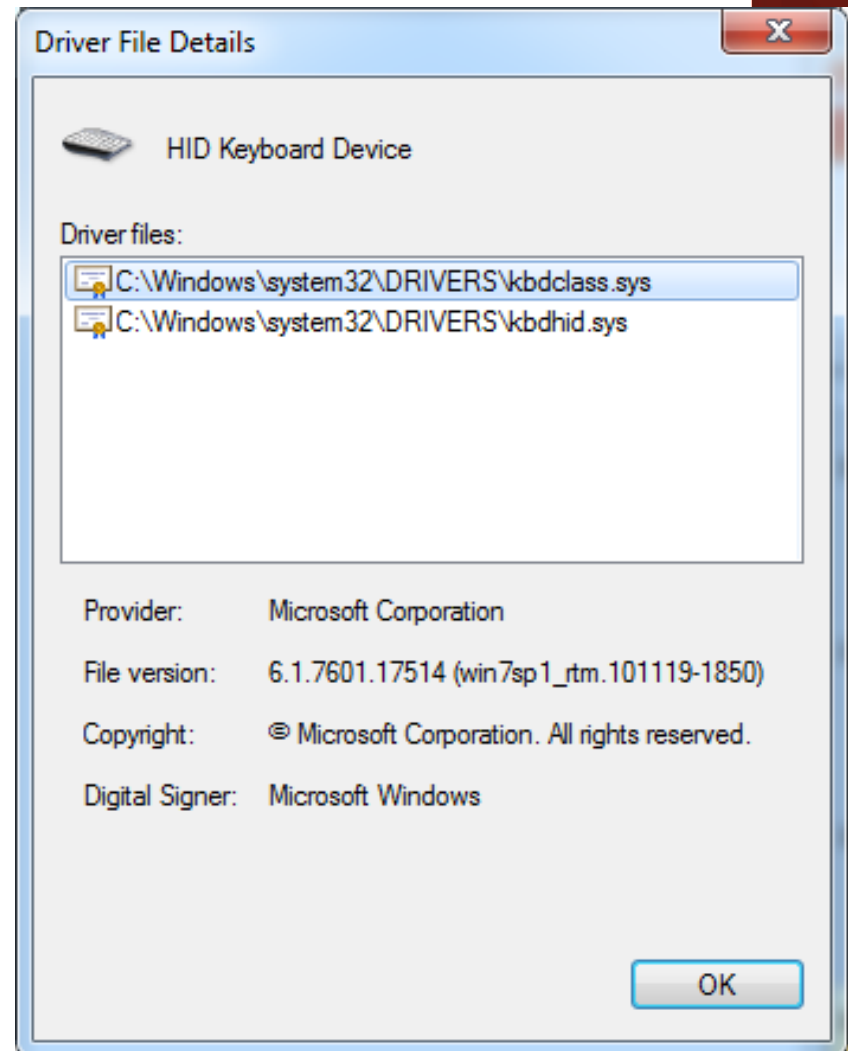 Driver File Details
HID Keyboard Device
Driver files:
C:\Windows\system32\DRIVERS\kbdclass.sys
C:\Windows\system32\DRIVERS\kbdhid.sys
Provider: Microsoft Corporation
File version: 6.1.7601.17514 (win7sp1_rtm.101119-1850)
Copyright: © Microsoft Corporation. All rights reserved.
Digital Signer: Microsoft Windows
OK